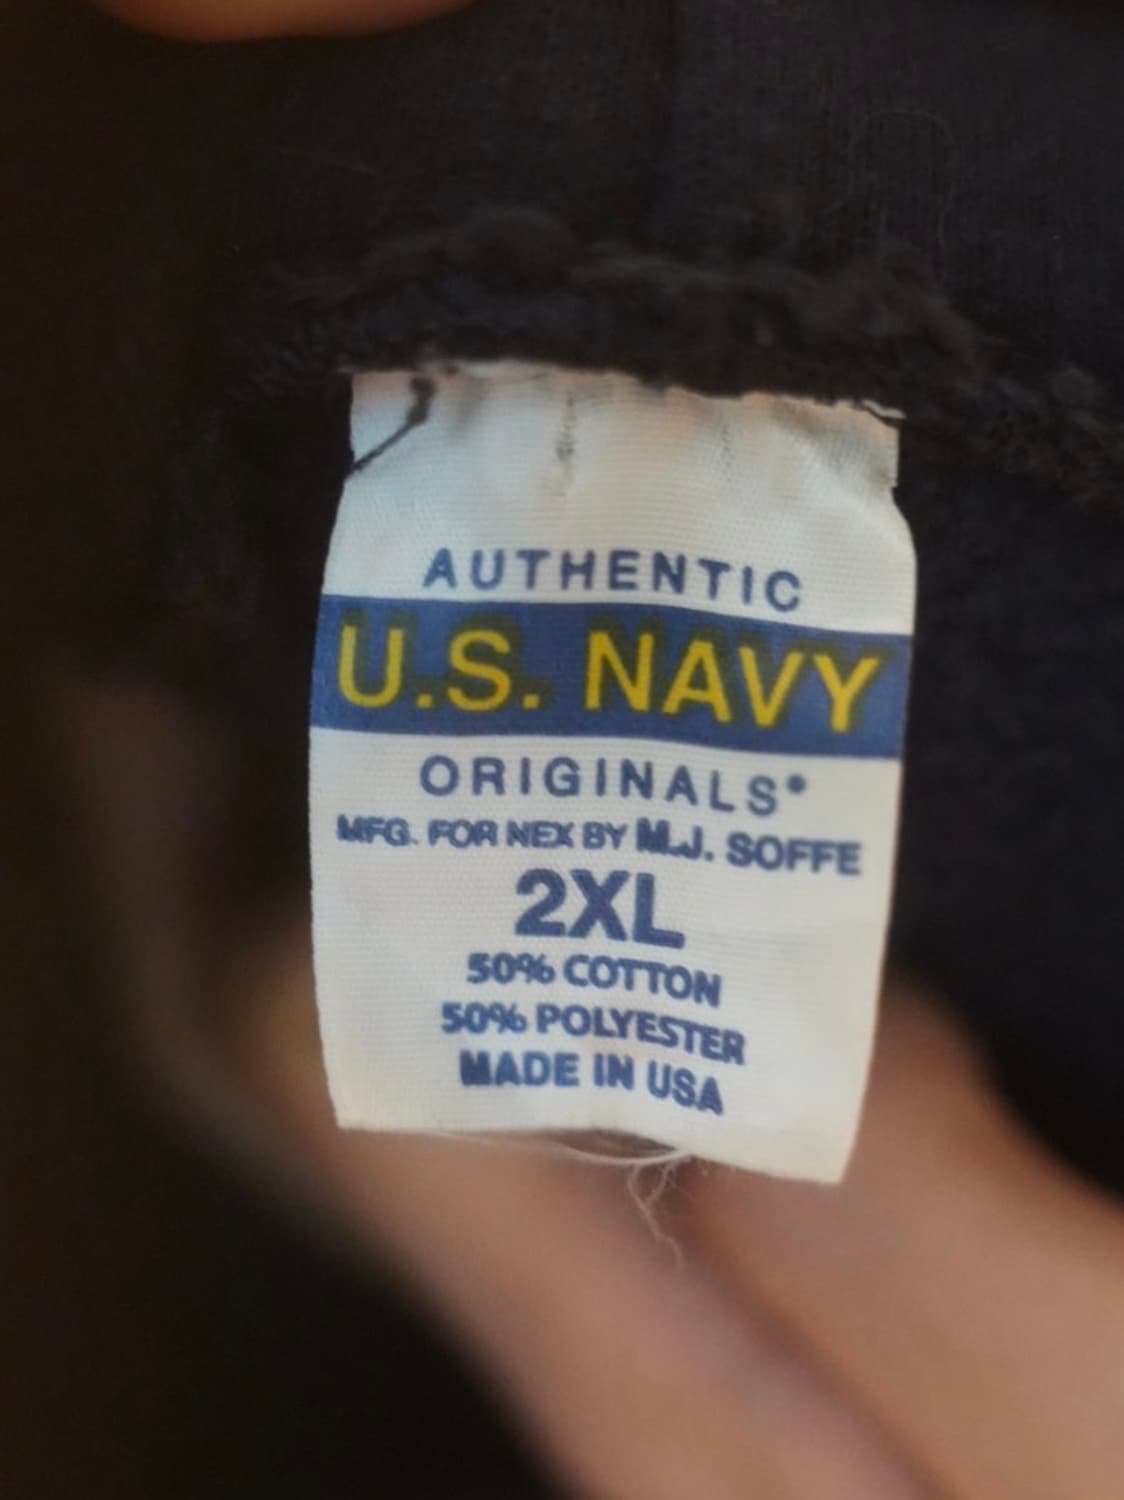 AUTHENTIC
U.S. NAVY
ORIGINALS®
MFG. FOR NEX BY M.J. SOFFE
2XL
50% COTTON
50% POLYESTER
MADE IN USA